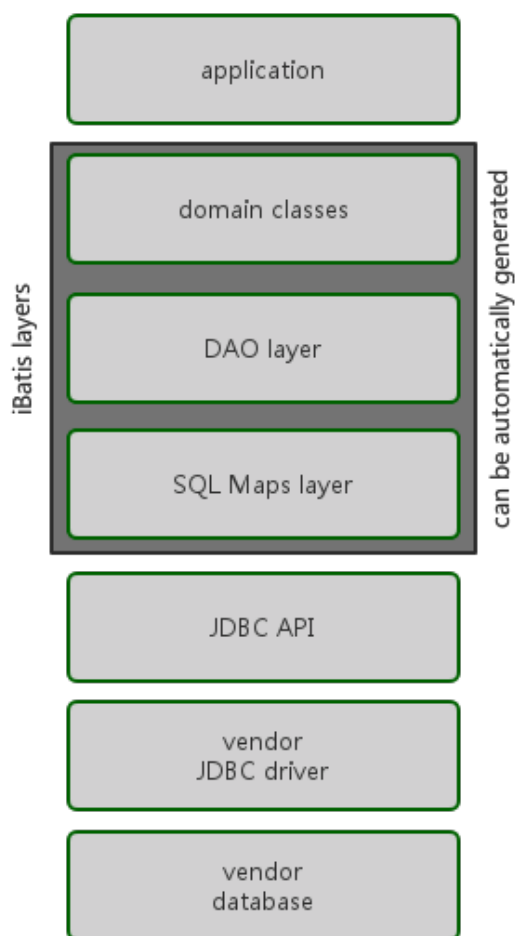 application
domain classes
iBatis layers
can be automatically generated
DAO layer
SQL Maps layer
JDBC API
vendor
JDBC driver
vendor
database